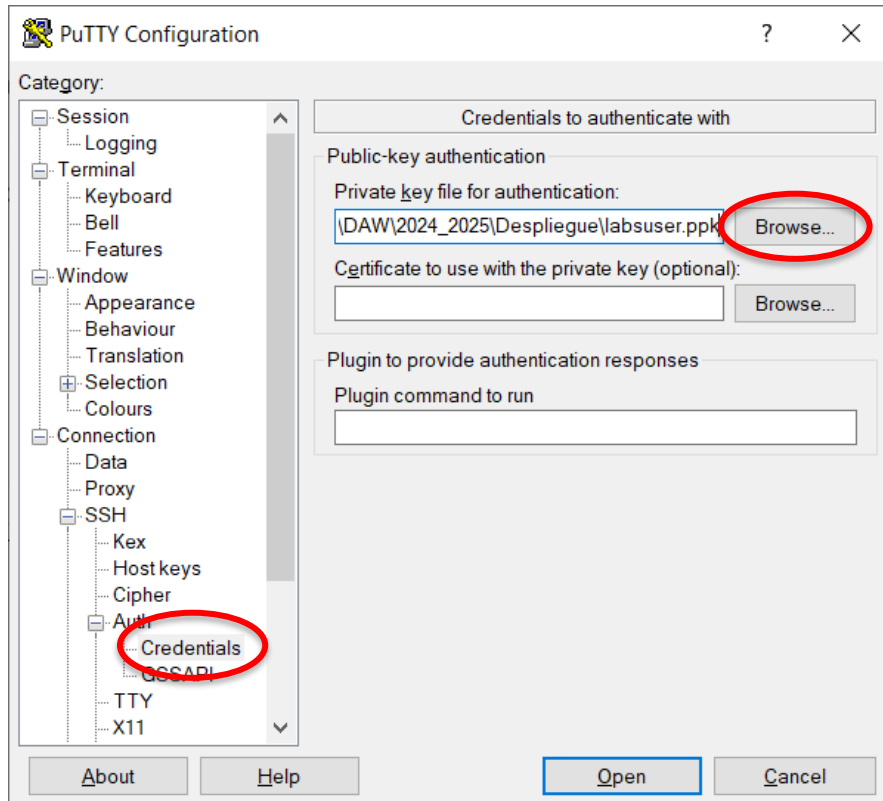 PuTTY Configuration
?
Category:
Session
Logging
Terminal
Keyboard
Bell
Features
Window
Appearance
Behaviour
Translation
Selection
Colours
Connection
Data
Proxy
SSH
Kex
Host keys
Cipher
Auth
Credentials
GSSAPI
TTY
X11
Credentials to authenticate with
Public-key authentication
Private key file for authentication:
\DAW\2024_2025\Despliegue\labsuser.ppk
Browse...
Certificate to use with the private key (optional):
Browse...
Plugin to provide authentication responses
Plugin command to run
About
Help
Open
Cancel